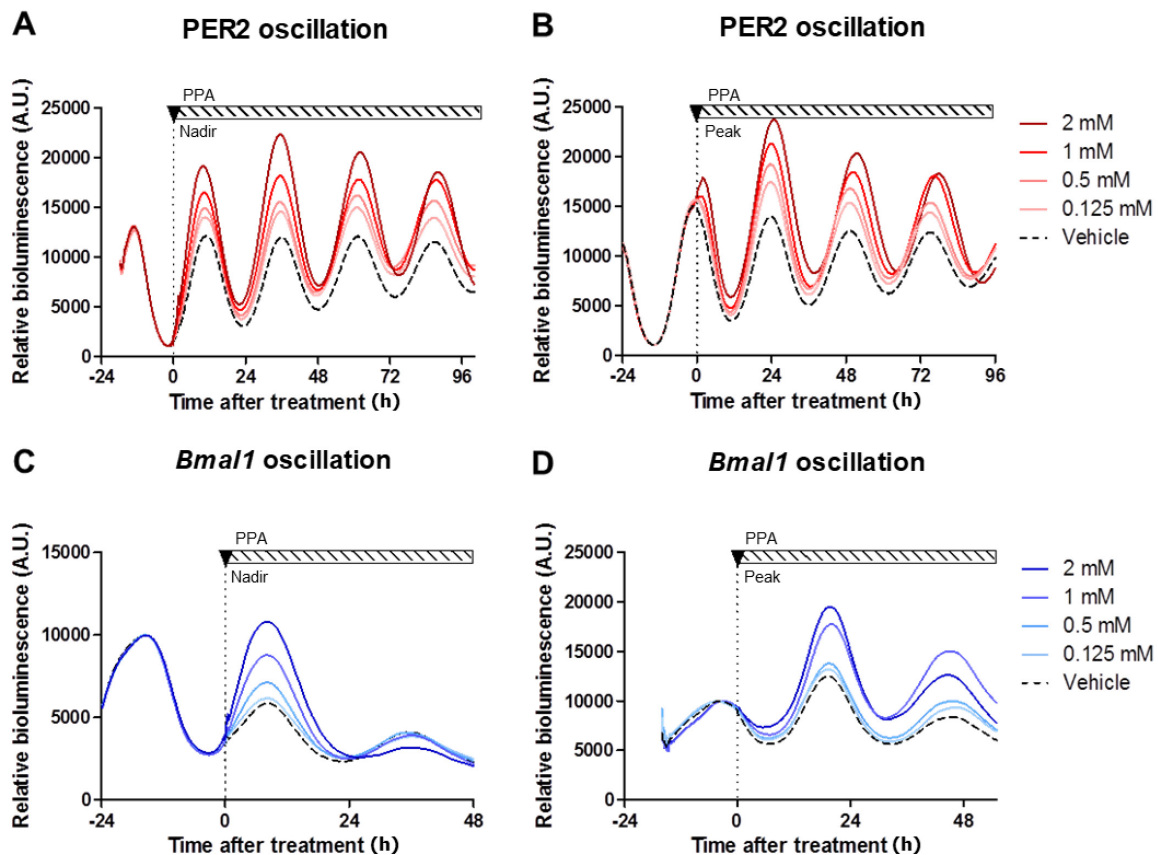 A
PER2 oscillation
Relative bioluminescence (A.U.)
25000
20000
15000
10000
5000
0
PPA
Nadir
-24 0 24 48 72 96
Time after treatment (h)
B
PER2 oscillation
Relative bioluminescence (A.U.)
25000
20000
15000
10000
5000
0
PPA
Peak
-24 0 24 48 72 96
Time after treatment (h)
2 mM
1 mM
0.5 mM
0.125 mM
Vehicle
C
Bmal1 oscillation
Relative bioluminescence (A.U.)
15000
10000
5000
0
PPA
Nadir
-24 0 24 48
Time after treatment (h)
D
Bmal1 oscillation
Relative bioluminescence (A.U.)
25000
20000
15000
10000
5000
0
PPA
Peak
-24 0 24 48
Time after treatment (h)
2 mM
1 mM
0.5 mM
0.125 mM
Vehicle